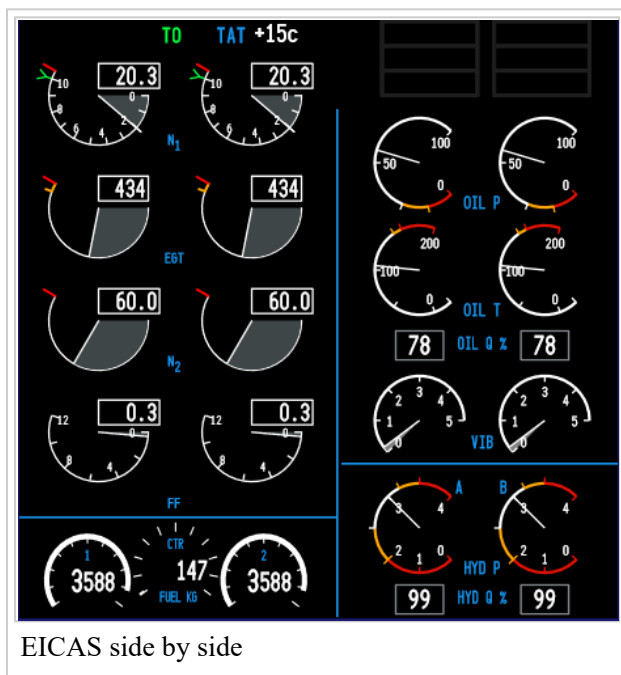 TO TAT +15c
20.3 20.3
10 0 8 2 6 4 10 0 8 2 6 4
N1
434 434
EGT
60.0 60.0
N2
0.3 0.3
12 0 8 4 12 0 8 4
FF
1 CTR 2
3588 147 3588
FUEL KG
100 50 0 100 50 0
OIL P
200 100 0 200 100 0
OIL T
78 OIL Q % 78
0 1 2 3 4 5 0 1 2 3 4 5
VIB
A B
3 4 2 1 0 3 4 2 1 0
HYD P
99 HYD Q % 99
EICAS side by side